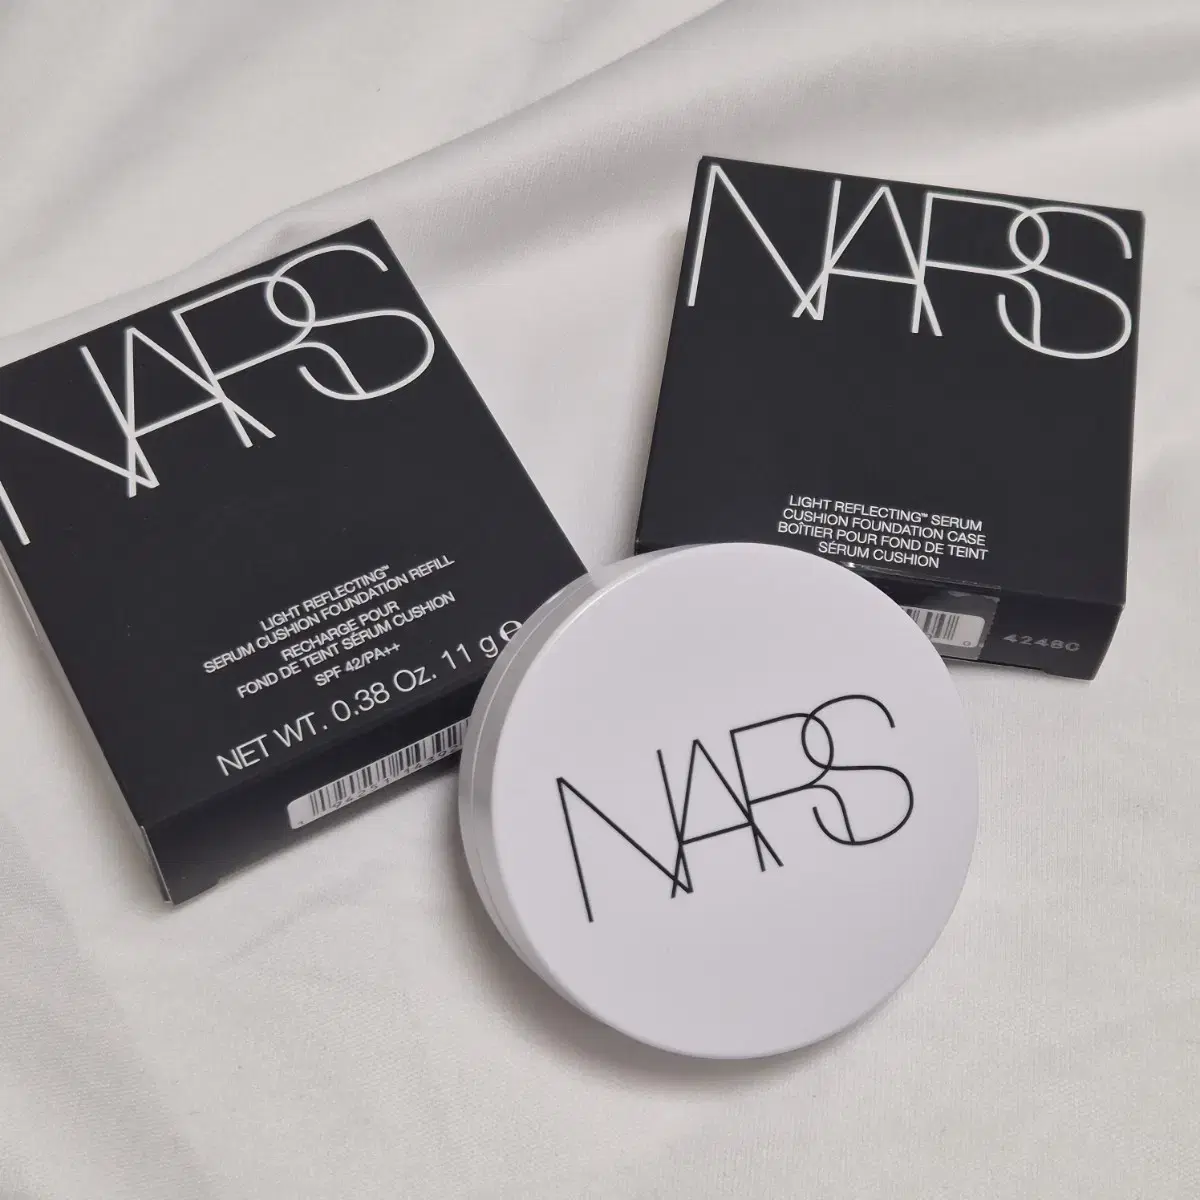 NARS
LIGHT REFLECTING™
SERUM CUSHION FOUNDATION REFILL
RECHARGE POUR
FOND DE TEINT SÉRUM CUSHION
SPF 42/PA++
NET WT. 0.38 Oz. 11 g e
NARS
LIGHT REFLECTING™ SERUM
CUSHION FOUNDATION CASE
BOÎTIER POUR FOND DE TEINT
SÉRUM CUSHION
4248C
NARS